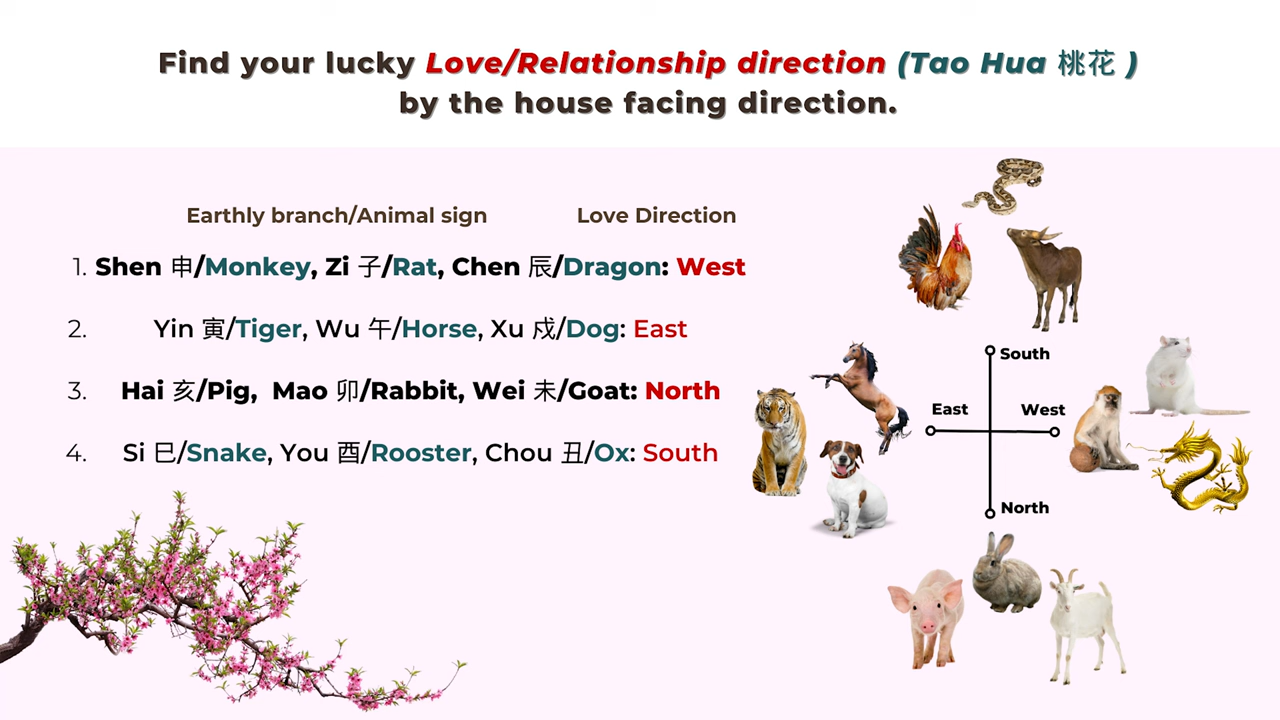 Find your lucky Love/Relationship direction (Tao Hua 桃花 )
by the house facing direction.
Earthly branch/Animal sign Love Direction
1. Shen 申/Monkey, Zi 子/Rat, Chen 辰/Dragon: West
2. Yin 寅/Tiger, Wu 午/Horse, Xu 戍/Dog: East
3. Hai 亥/Pig, Mao 卯/Rabbit, Wei 未/Goat: North
4. Si 巳/Snake, You 酉/Rooster, Chou 丑/Ox: South
South
East
West
North